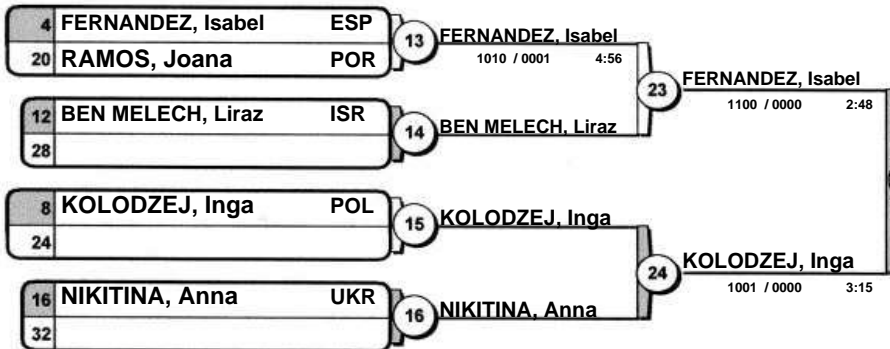 4 FERNANDEZ, Isabel ESP
20 RAMOS, Joana POR
13
FERNANDEZ, Isabel
1010 / 0001 4:56
12 BEN MELECH, Liraz ISR
28
14
BEN MELECH, Liraz
23
FERNANDEZ, Isabel
1100 / 0000 2:48
8 KOLODZEJ, Inga POL
24
15
KOLODZEJ, Inga
16 NIKITINA, Anna UKR
32
16
NIKITINA, Anna
24
KOLODZEJ, Inga
1001 / 0000 3:15